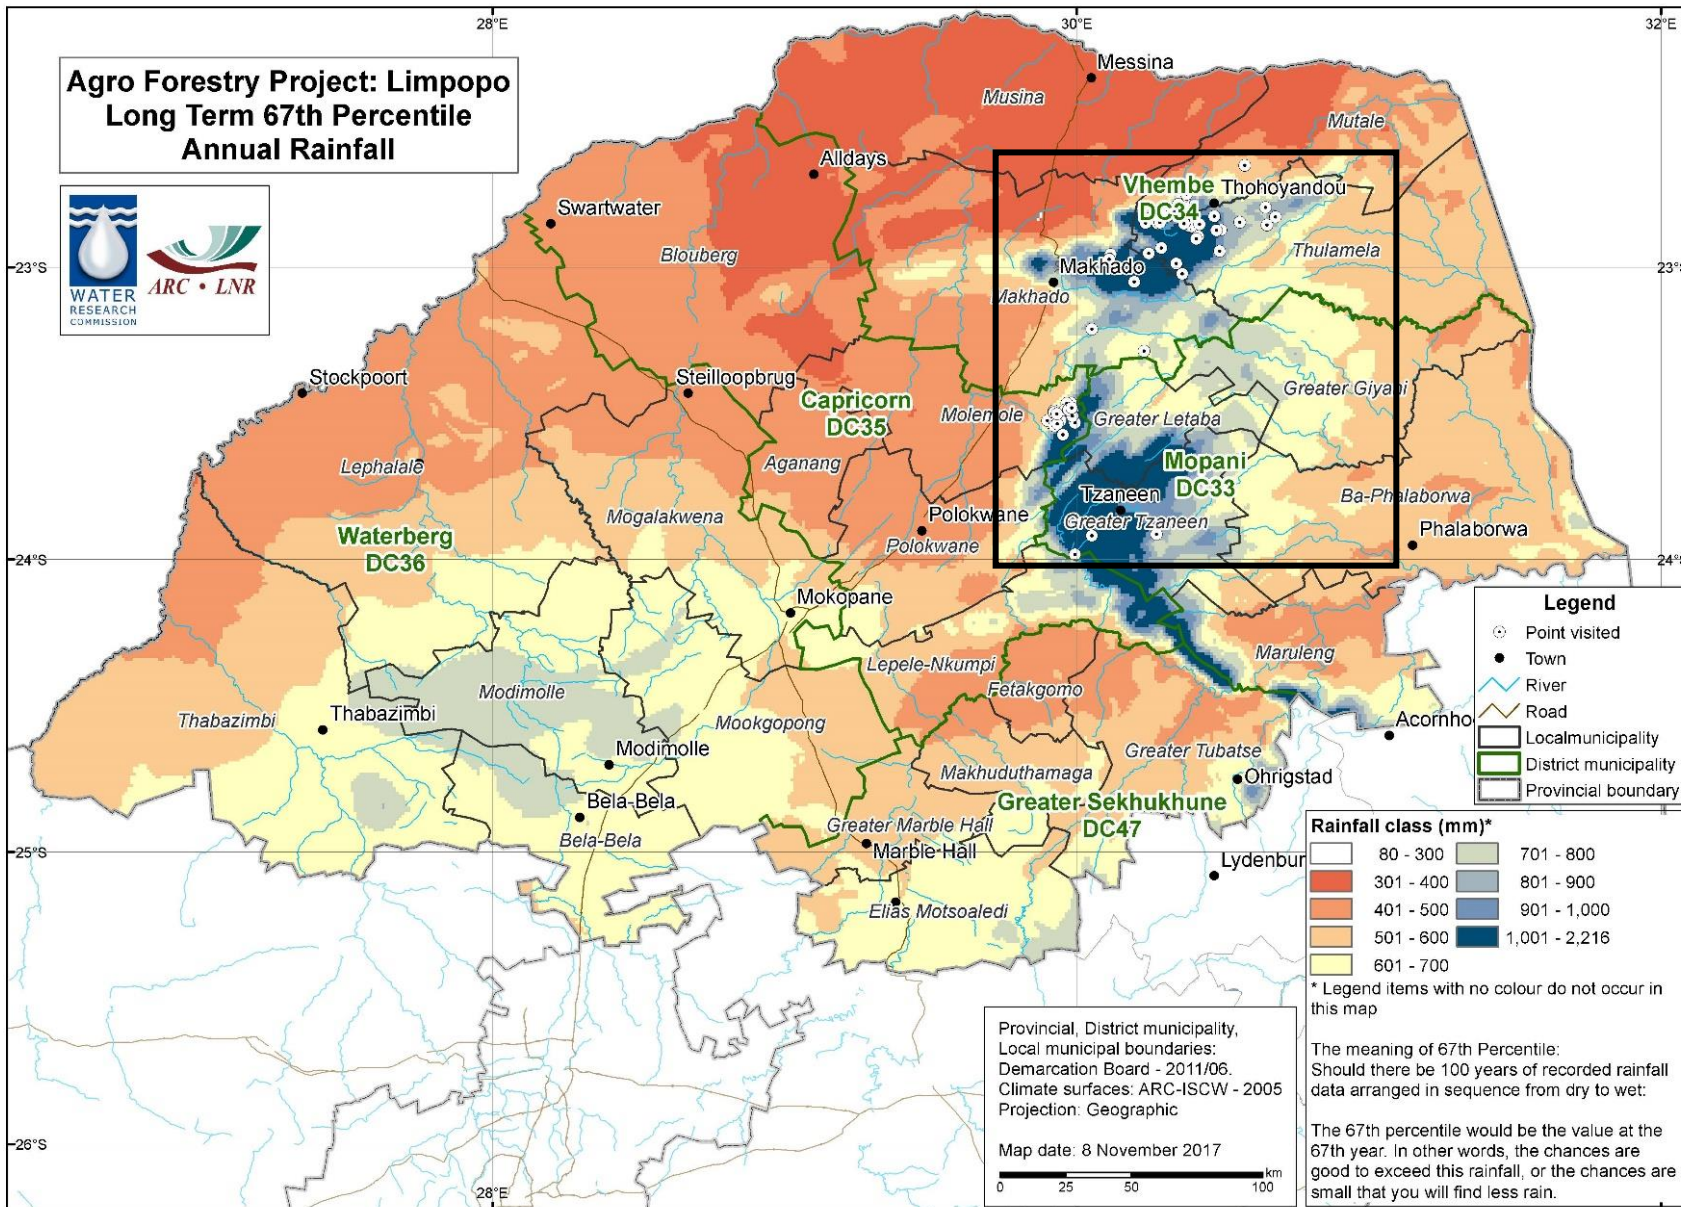 28°E
30°E
32°E
Agro Forestry Project: Limpopo
Long Term 67th Percentile
Annual Rainfall
WATER
RESEARCH
COMMISSION
ARC • LNR
Messina
Musina
Mutale
Alldays
Vhembe
DC34
Thohoyandou
Swartwater
Blouberg
Thulamela
23°S
23°S
Makhado
Makhado
Stockpoort
Steilloopbrug
Capricorn
DC35
Molemole
Greater Letaba
Greater Giyani
Lephalale
Aganang
Mopani
DC33
Ba-Phalaborwa
Mogalakwena
Polokwane
Polokwane
Tzaneen
Greater Tzaneen
Phalaborwa
Waterberg
DC36
24°S
24°S
Mokopane
Lepele-Nkumpi
Maruleng
Fetakgomo
Modimolle
Thabazimbi
Thabazimbi
Mookgopong
Acornho
Modimolle
Greater Tubatse
Makhuduthamaga
Ohrigstad
Bela-Bela
Greater Sekhukhune
DC47
Bela-Bela
Greater Marble Hall
25°S
Marble Hall
Lydenbur
Elias Motsoaledi
26°S
28°E
Legend
Point visited
Town
River
Road
Localmunicipality
District municipality
Provincial boundary
Rainfall class (mm)*
80 - 300 701 - 800
301 - 400 801 - 900
401 - 500 901 - 1,000
501 - 600 1,001 - 2,216
601 - 700
* Legend items with no colour do not occur in
this map
The meaning of 67th Percentile:
Should there be 100 years of recorded rainfall
data arranged in sequence from dry to wet:
The 67th percentile would be the value at the
67th year. In other words, the chances are
good to exceed this rainfall, or the chances are
small that you will find less rain.
Provincial, District municipality,
Local municipal boundaries:
Demarcation Board - 2011/06.
Climate surfaces: ARC-ISCW - 2005
Projection: Geographic
Map date: 8 November 2017
km
0 25 50 100